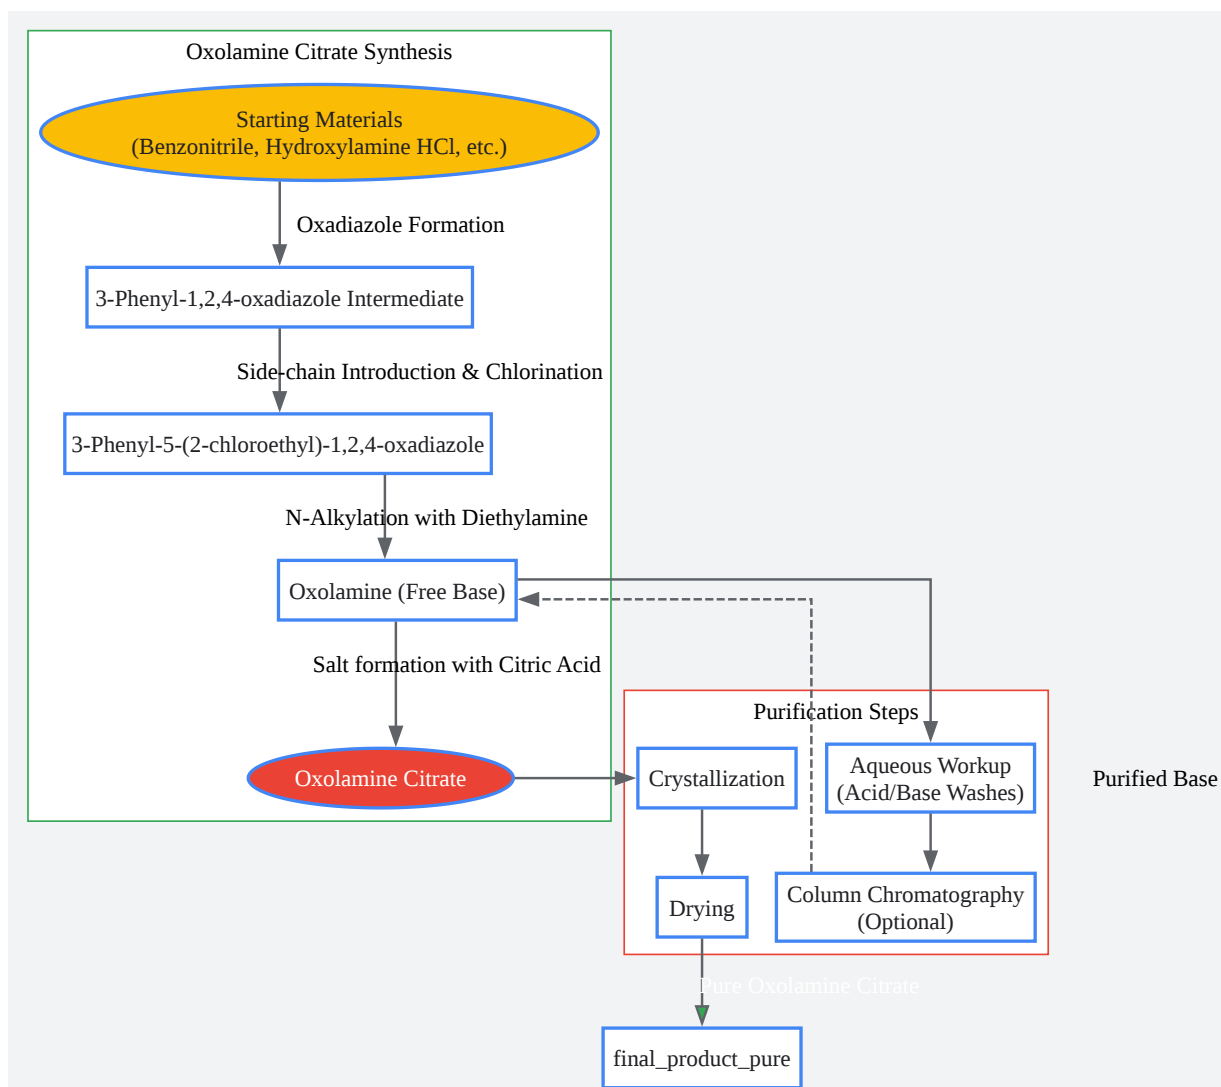 Oxolamine Citrate Synthesis
Starting Materials
(Benzonitrile, Hydroxylamine HCl, etc.)
Oxadiazole Formation
3-Phenyl-1,2,4-oxadiazole Intermediate
Side-chain Introduction & Chlorination
3-Phenyl-5-(2-chloroethyl)-1,2,4-oxadiazole
N-Alkylation with Diethylamine
Oxolamine (Free Base)
Salt formation with Citric Acid
Oxolamine Citrate
Purification Steps
Crystallization
Aqueous Workup
(Acid/Base Washes)
Purified Base
Drying
Column Chromatography
(Optional)
Pure Oxolamine Citrate
final_product_pure